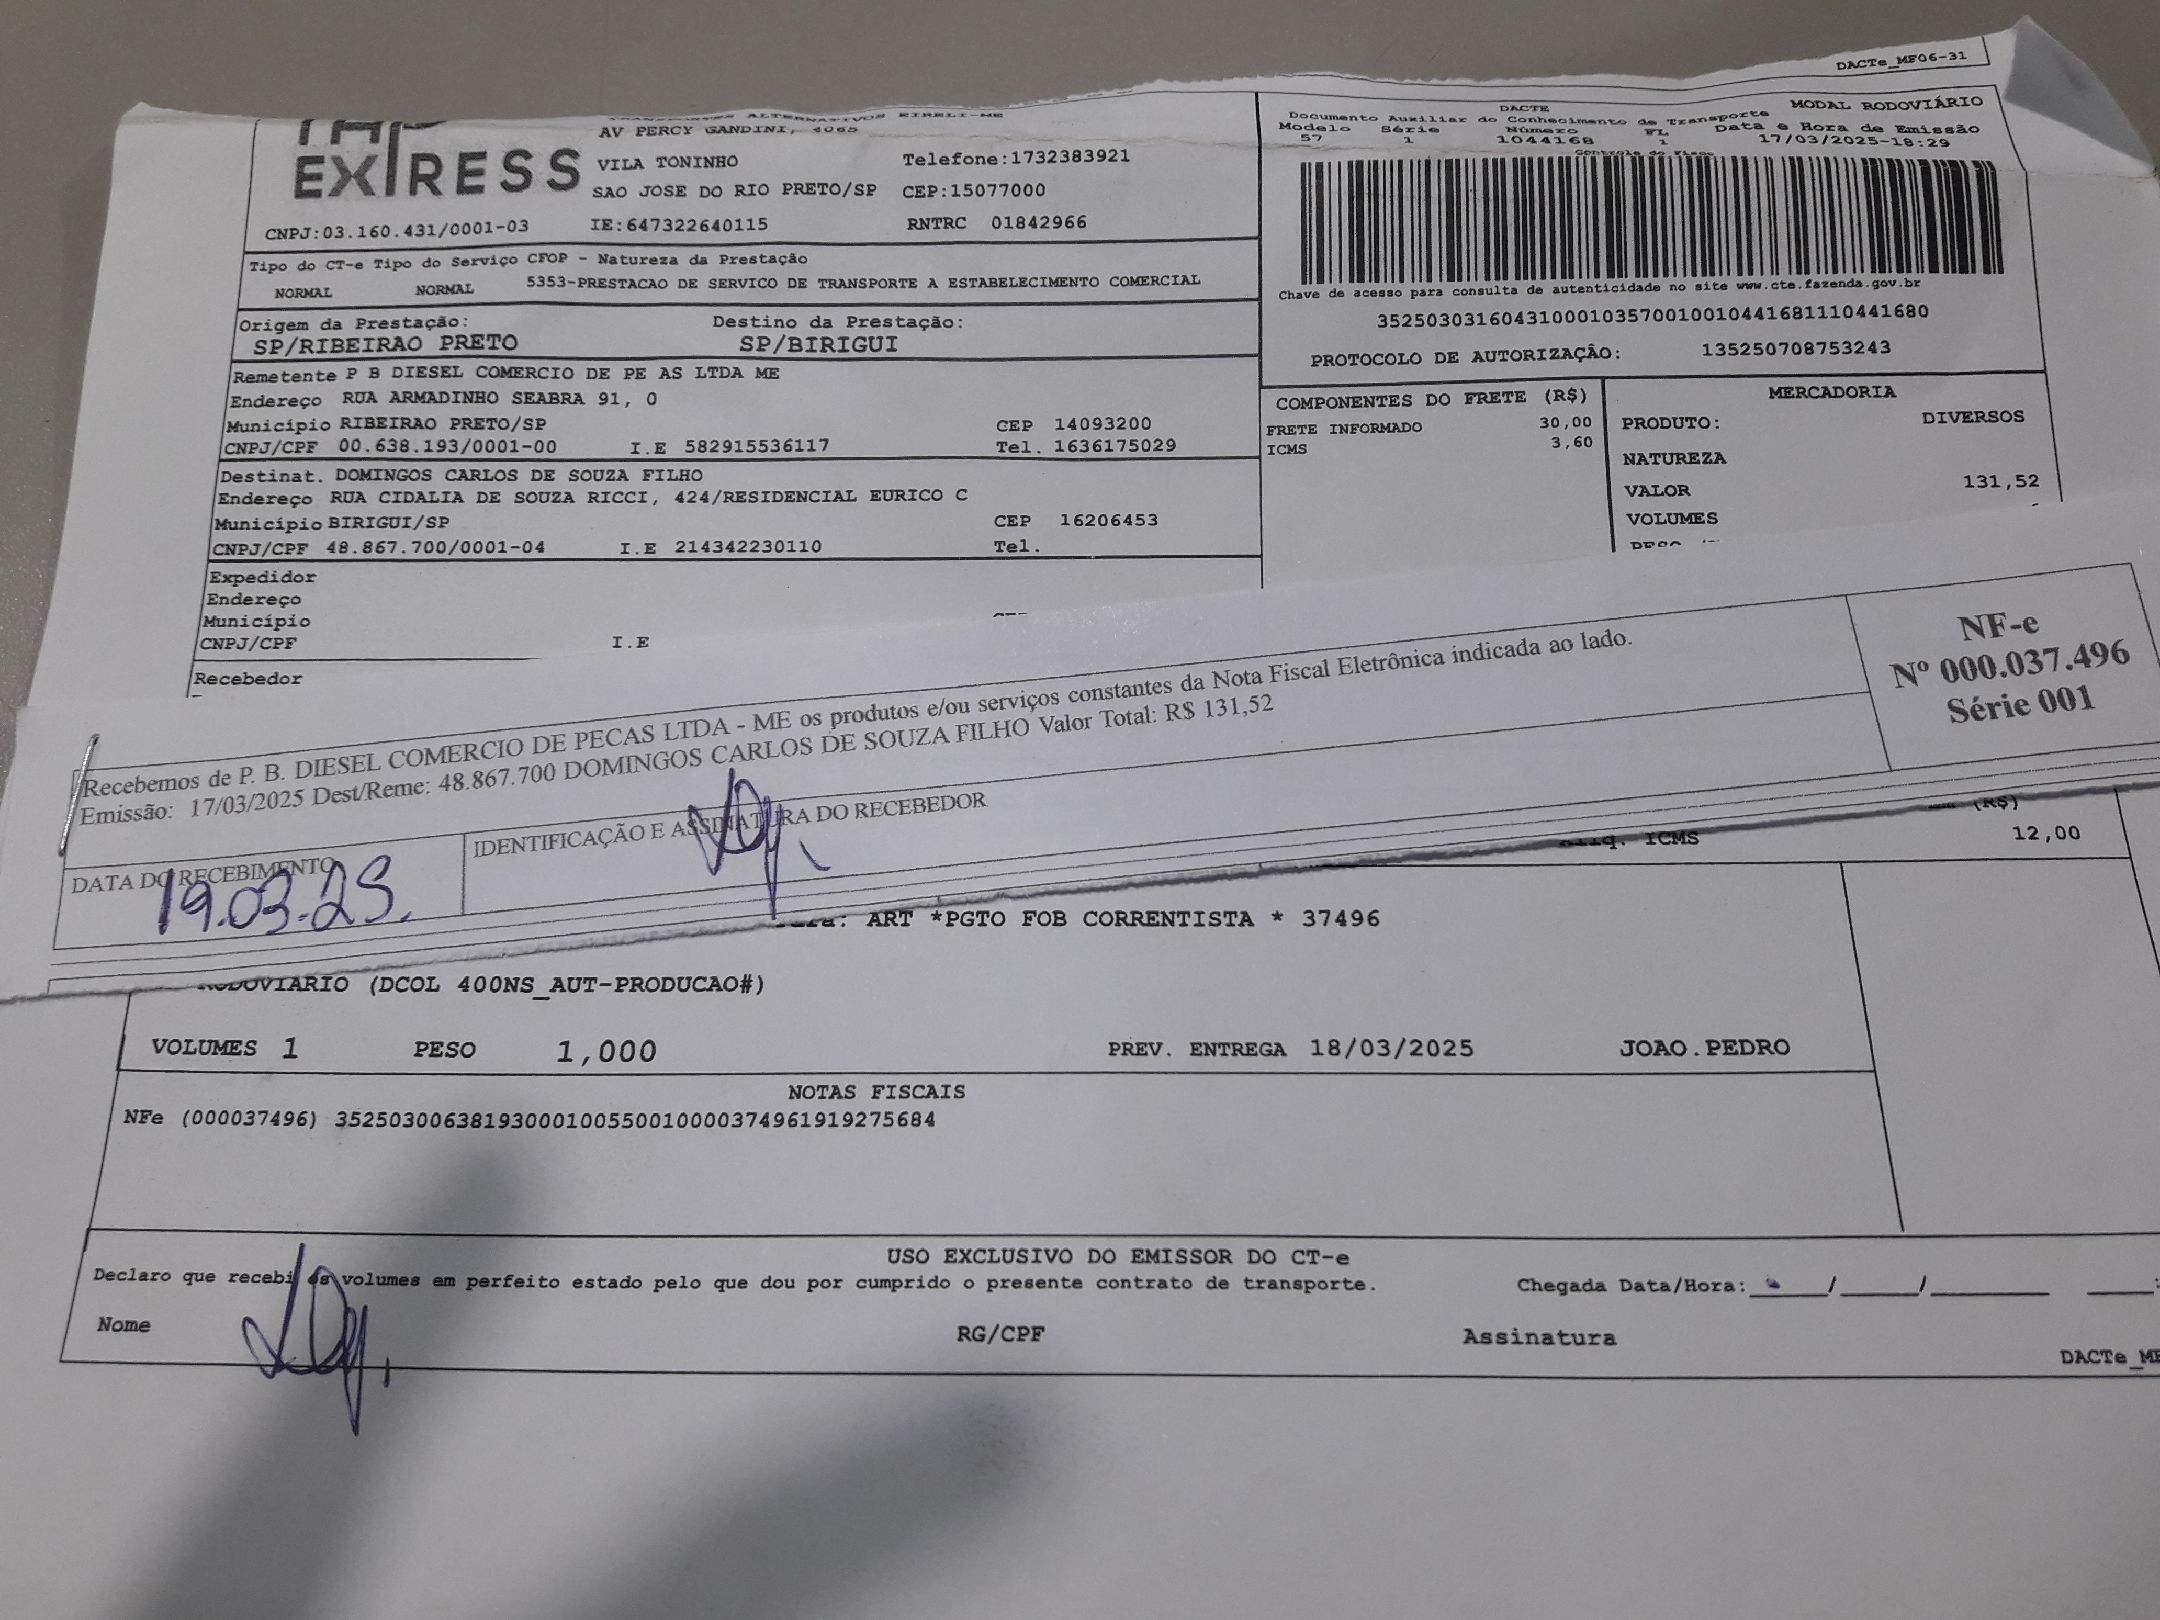 DACTe_MF06-31
EXPRESS
TRANSPORTES ALTERNATIVOS EIRELI-ME
AV PERCY GANDINI, 4065
VILA TONINHO Telefone:1732383921
SAO JOSE DO RIO PRETO/SP CEP:15077000
CNPJ:03.160.431/0001-03 IE:647322640115 RNTRC 01842966
DACTE MODAL RODOVIÁRIO
Documento Auxiliar do Conhecimento de Transporte
Modelo Série Número FL Data e Hora de Emissão
57 1 1044168 1 17/03/2025-18:29
Controle do Fisco
Chave de acesso para consulta de autenticidade no site www.cte.fazenda.gov.br
35250303160431000103570010010441681110441680
PROTOCOLO DE AUTORIZAÇÃO: 135250708753243
Tipo do CT-e Tipo do Serviço CFOP - Natureza da Prestação
NORMAL NORMAL 5353-PRESTACAO DE SERVICO DE TRANSPORTE A ESTABELECIMENTO COMERCIAL
Origem da Prestação: Destino da Prestação:
SP/RIBEIRAO PRETO SP/BIRIGUI
Remetente P B DIESEL COMERCIO DE PE AS LTDA ME
Endereço RUA ARMADINHO SEABRA 91, 0
Município RIBEIRAO PRETO/SP CEP 14093200
CNPJ/CPF 00.638.193/0001-00 I.E 582915536117 Tel. 1636175029
Destinat. DOMINGOS CARLOS DE SOUZA FILHO
Endereço RUA CIDALIA DE SOUZA RICCI, 424/RESIDENCIAL EURICO C
Município BIRIGUI/SP CEP 16206453
CNPJ/CPF 48.867.700/0001-04 I.E 214342230110 Tel.
Expedidor
Endereço
Município
CNPJ/CPF I.E
Recebedor
COMPONENTES DO FRETE (R$)
FRETE INFORMADO 30,00
ICMS 3,60
MERCADORIA
PRODUTO: DIVERSOS
NATUREZA
VALOR 131,52
VOLUMES
Recebemos de P. B. DIESEL COMERCIO DE PECAS LTDA - ME os produtos e/ou serviços constantes da Nota Fiscal Eletrônica indicada ao lado.
Emissão: 17/03/2025 Dest/Reme: 48.867.700 DOMINGOS CARLOS DE SOUZA FILHO Valor Total: R$ 131,52
NF-e
Nº 000.037.496
Série 001
DATA DO RECEBIMENTO IDENTIFICAÇÃO E ASSINATURA DO RECEBEDOR
19.03.25.
(R$)
ICMS 12,00
ART *PGTO FOB CORRENTISTA * 37496
RODOVIARIO (DCOL 400NS_AUT-PRODUCAO#)
VOLUMES 1 PESO 1,000 PREV. ENTREGA 18/03/2025 JOAO.PEDRO
NOTAS FISCAIS
NFe (000037496) 35250300638193000100550010000374961919275684
USO EXCLUSIVO DO EMISSOR DO CT-e
Declaro que recebi os volumes em perfeito estado pelo que dou por cumprido o presente contrato de transporte. Chegada Data/Hora:____/____/______ ____:
Nome RG/CPF Assinatura
DACTe_MF